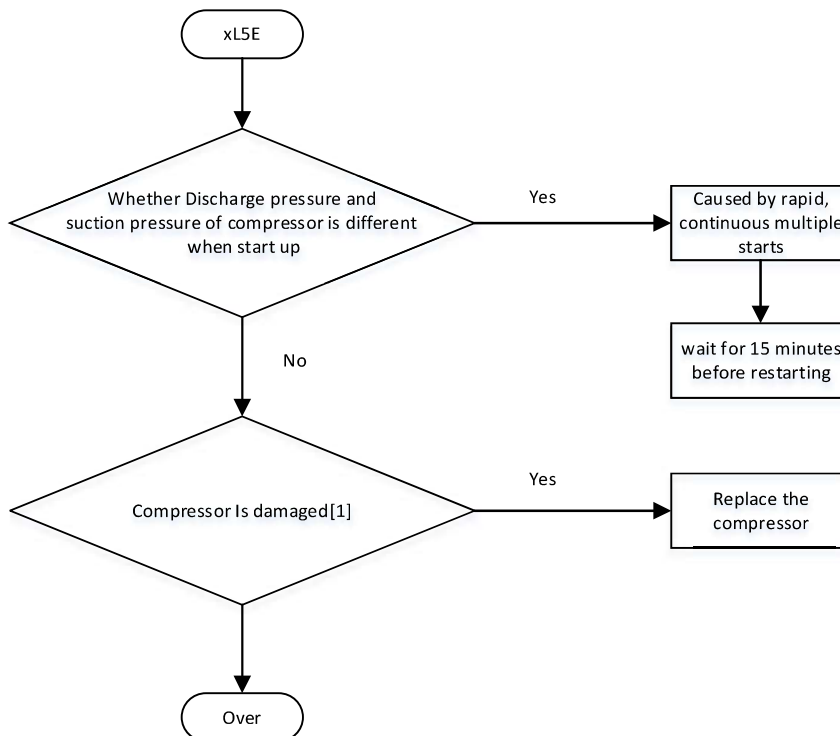 xL5E
Whether Discharge pressure and
suction pressure of compressor is different
when start up
Yes
Caused by rapid,
continuous multiple
starts
wait for 15 minutes
before restarting
No
Compressor Is damaged[1]
Yes
Replace the
compressor
Over